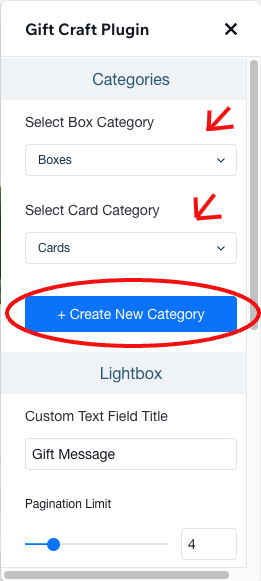 Gift Craft Plugin
Categories
Select Box Category
Boxes
Select Card Category
Cards
+ Create New Category
Lightbox
Custom Text Field Title
Gift Message
Pagination Limit
4